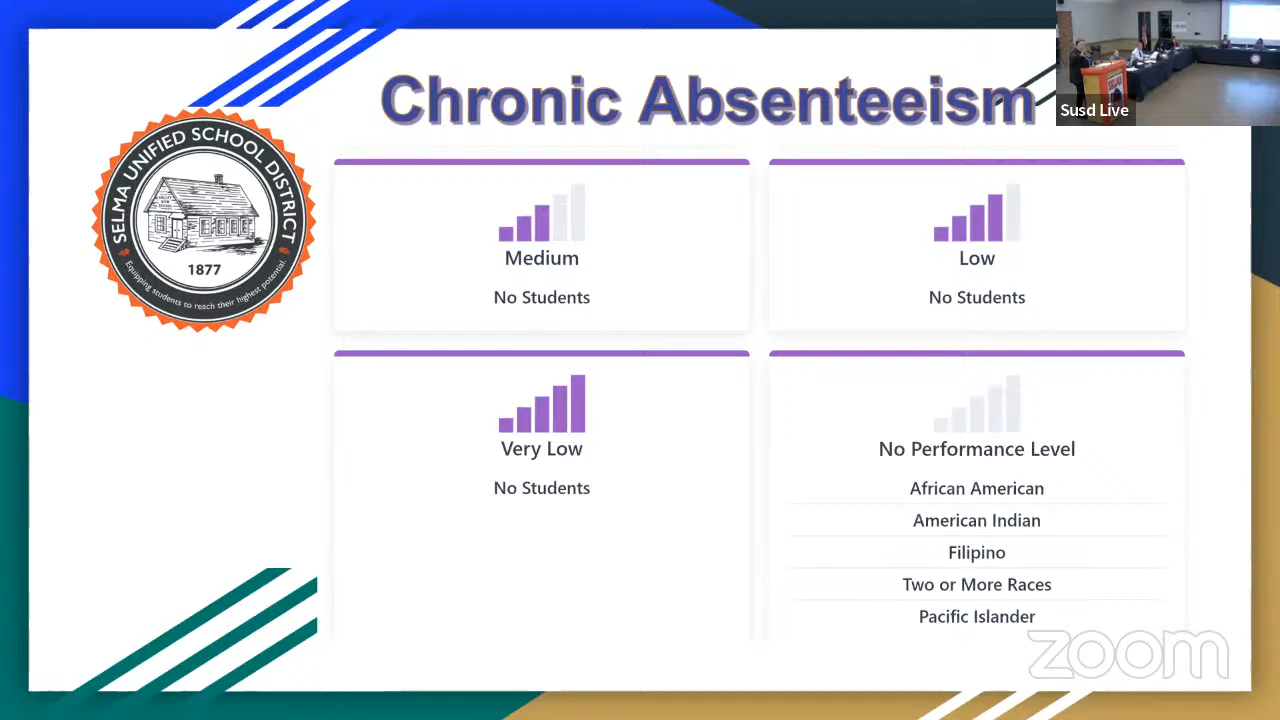 Chronic Absenteeism
Susd Live
SELMA UNIFIED SCHOOL DISTRICT
1877
Equipping students to reach their highest potential.
Medium
No Students
Low
No Students
Very Low
No Students
No Performance Level
African American
American Indian
Filipino
Two or More Races
Pacific Islander
zoom